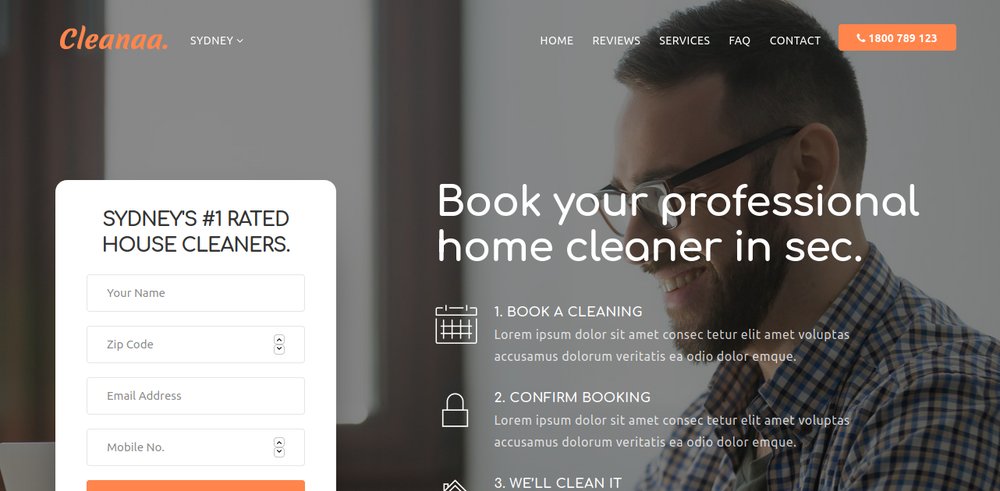 Cleanaa.
SYDNEY
HOME REVIEWS SERVICES FAQ CONTACT 1800 789 123
SYDNEY'S #1 RATED
HOUSE CLEANERS.
Your Name
Zip Code
Email Address
Mobile No.
Book your professional
home cleaner in sec.
1. BOOK A CLEANING
Lorem ipsum dolor sit amet consec tetur elit amet voluptas
accusamus dolorum veritatis ea odio dolor emque.
2. CONFIRM BOOKING
Lorem ipsum dolor sit amet consec tetur elit amet voluptas
accusamus dolorum veritatis ea odio dolor emque.
3. WE'LL CLEAN IT